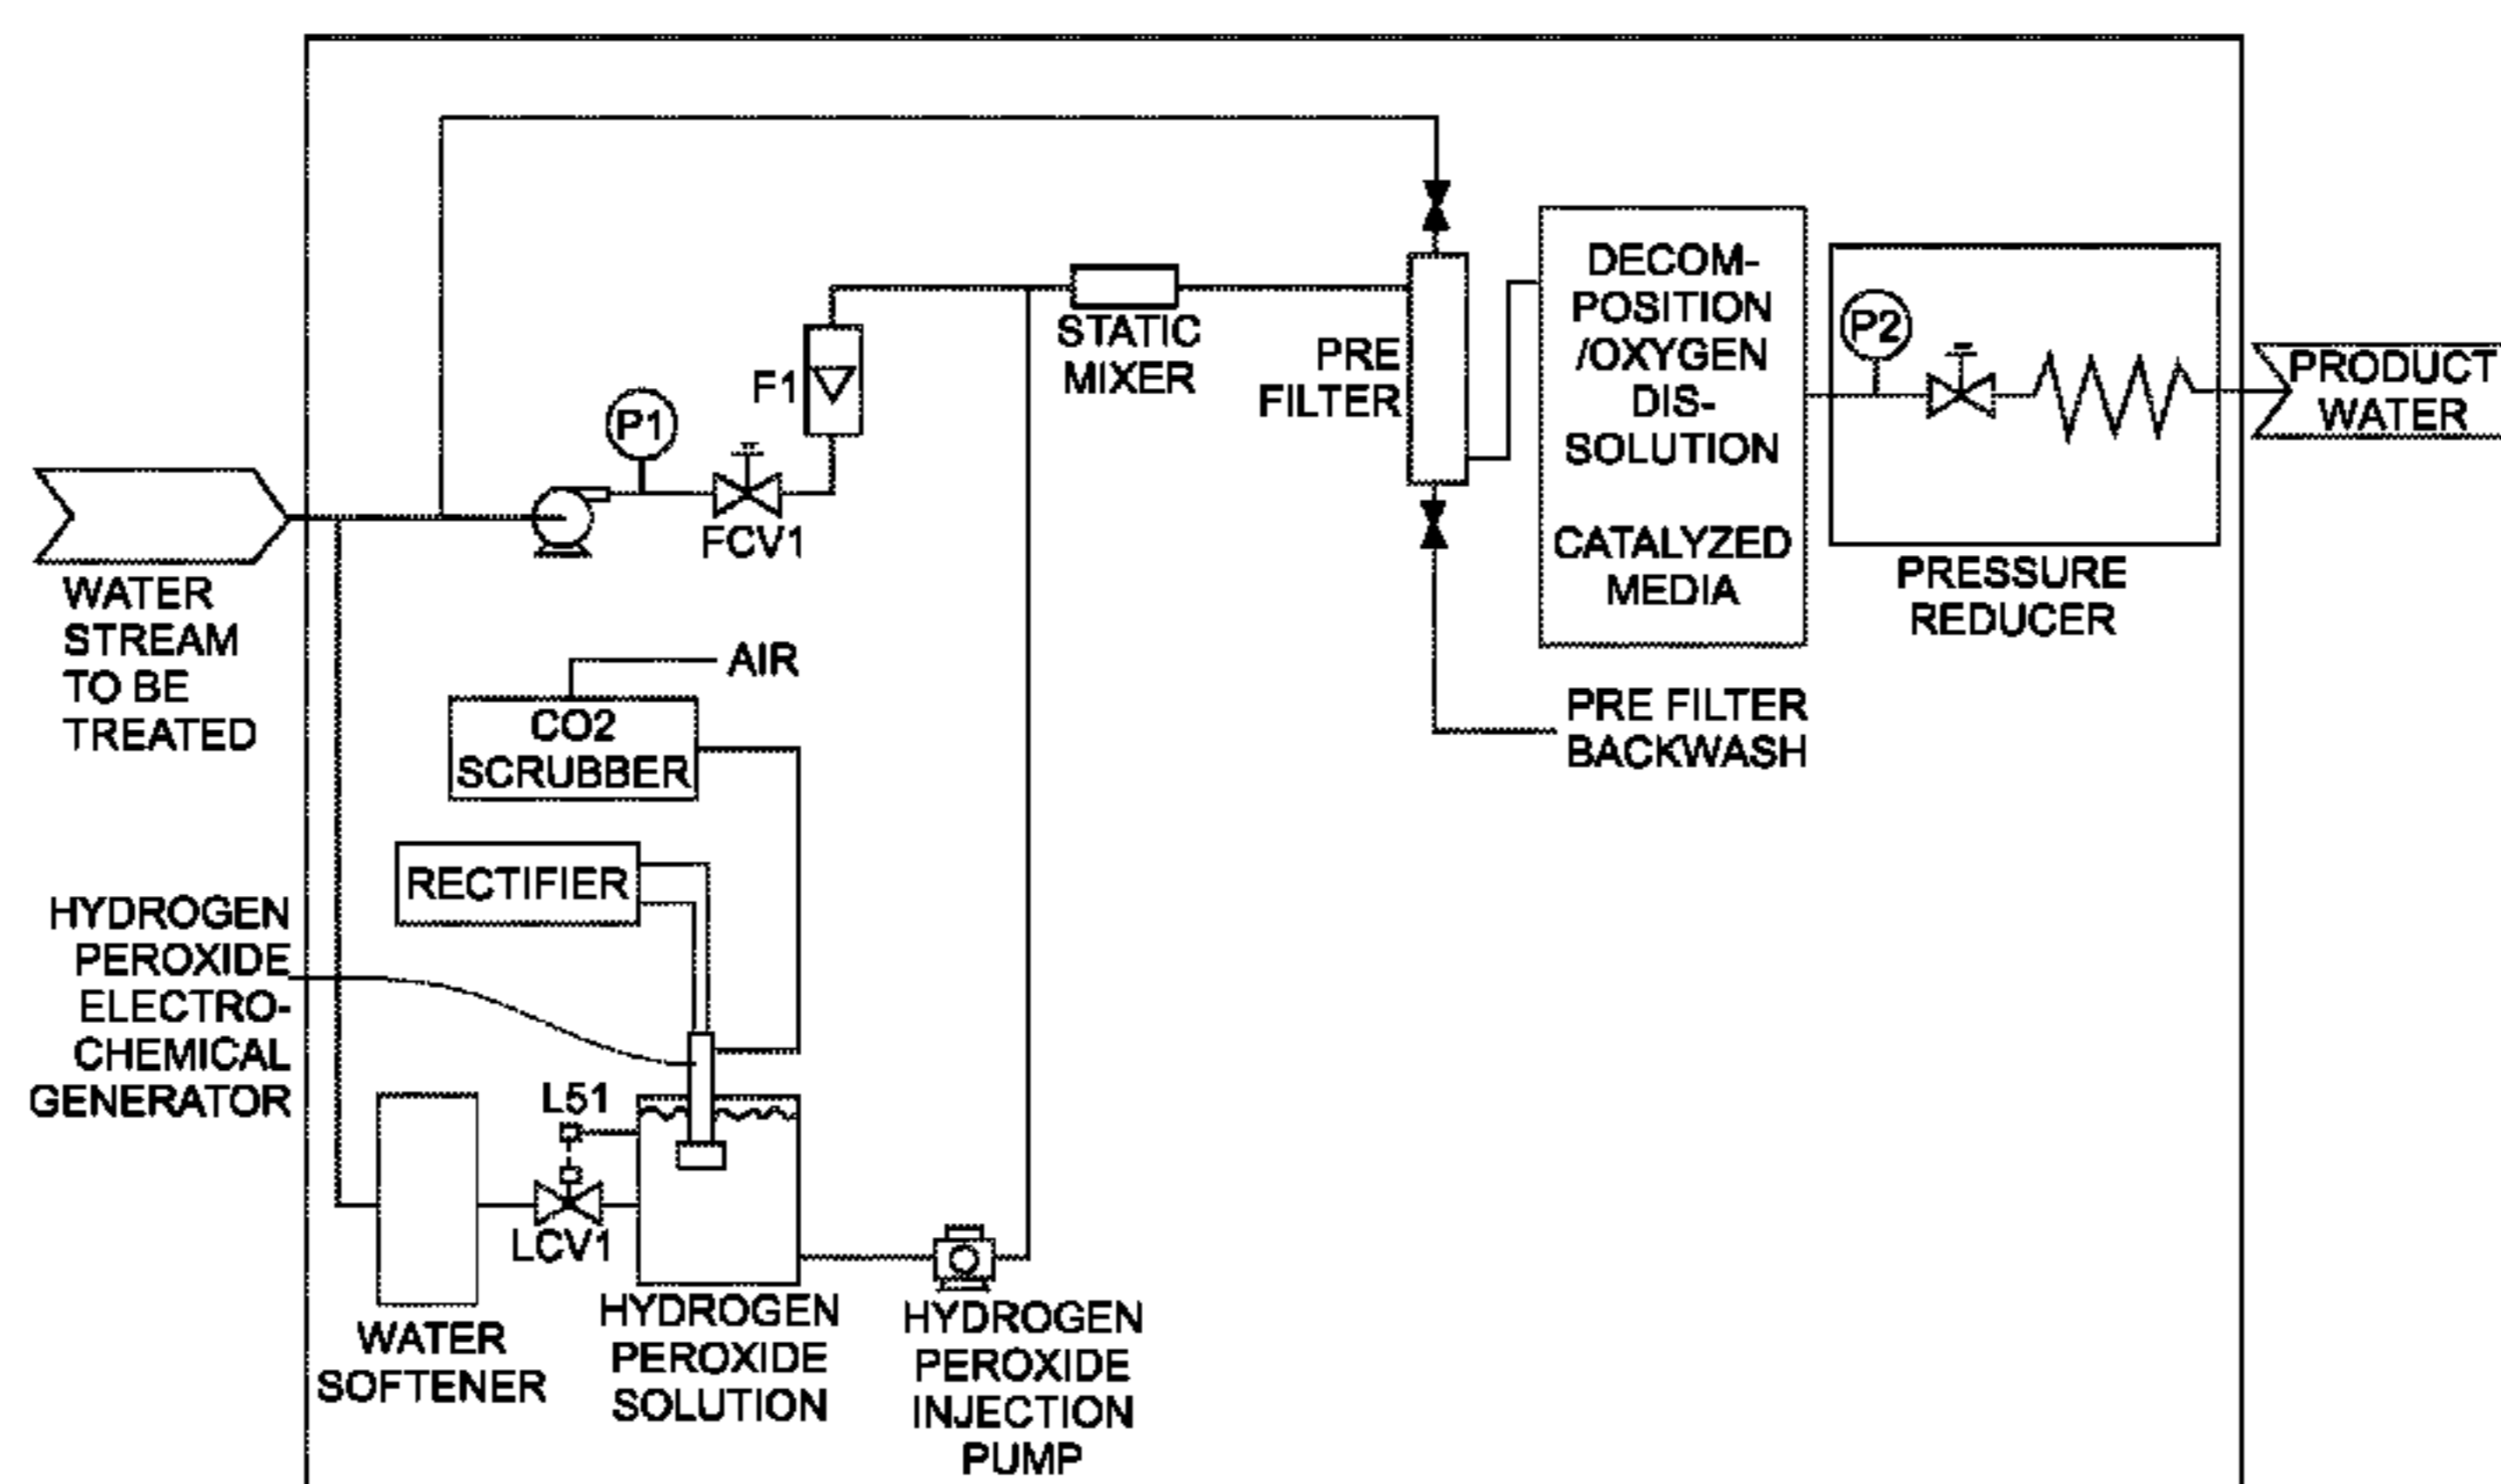 F1
P1
FCV1
STATIC
MIXER
PRE
FILTER
DECOM-
POSITION
/OXYGEN
DIS-
SOLUTION
CATALYZED
MEDIA
P2
PRESSURE
REDUCER
PRODUCT
WATER
WATER
STREAM
TO BE
TREATED
AIR
CO2
SCRUBBER
PRE FILTER
BACKWASH
RECTIFIER
HYDROGEN
PEROXIDE
ELECTRO-
CHEMICAL
GENERATOR
L51
LCV1
WATER
SOFTENER
HYDROGEN
PEROXIDE
SOLUTION
HYDROGEN
PEROXIDE
INJECTION
PUMP